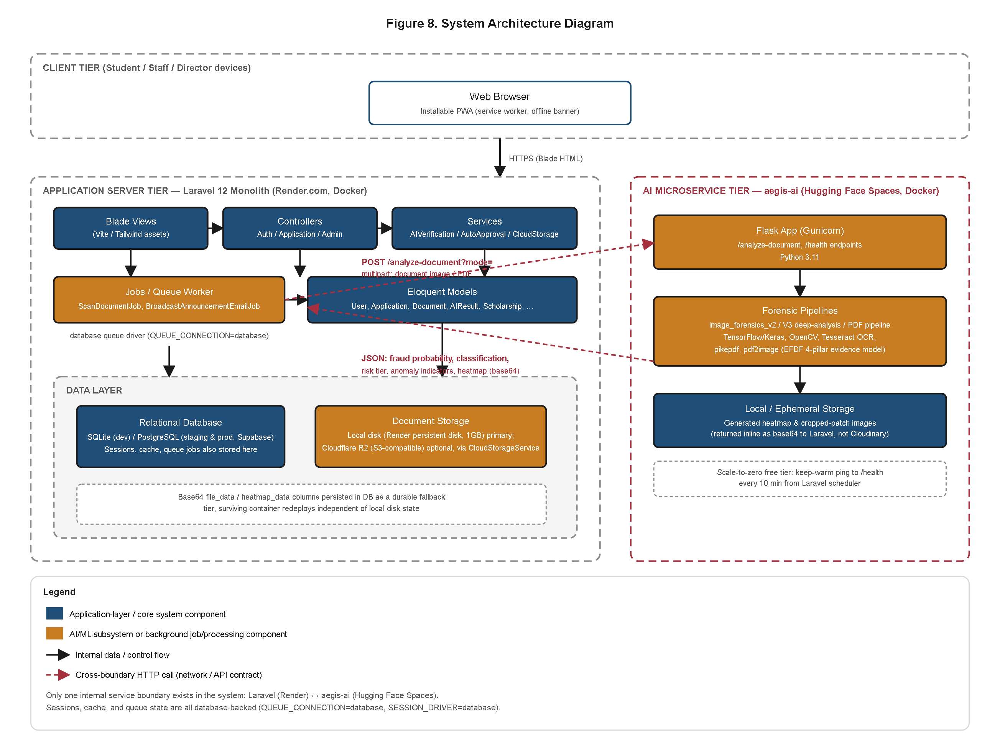 Figure 8. System Architecture Diagram
CLIENT TIER (Student / Staff / Director devices)
Web Browser
Installable PWA (service worker, offline banner)
HTTPS (Blade HTML)
APPLICATION SERVER TIER — Laravel 12 Monolith (Render.com, Docker)
Blade Views
(Vite / Tailwind assets)
Controllers
Auth / Application / Admin
Services
AIVerification / AutoApproval / CloudStorage
POST /analyze-document?mode=
multipart: document image / PDF
Jobs / Queue Worker
ScanDocumentJob, BroadcastAnnouncementEmailJob
Eloquent Models
User, Application, Document, AIResult, Scholarship, ...
database queue driver (QUEUE_CONNECTION=database)
JSON: fraud probability, classification,
risk tier, anomaly indicators, heatmap (base64)
DATA LAYER
Relational Database
SQLite (dev) / PostgreSQL (staging & prod, Supabase)
Sessions, cache, queue jobs also stored here
Document Storage
Local disk (Render persistent disk, 1GB) primary;
Cloudflare R2 (S3-compatible) optional, via CloudStorageService
Base64 file_data / heatmap_data columns persisted in DB as a durable fallback
tier, surviving container redeploys independent of local disk state
AI MICROSERVICE TIER — aegis-ai (Hugging Face Spaces, Docker)
Flask App (Gunicorn)
/analyze-document, /health endpoints
Python 3.11
Forensic Pipelines
image_forensics_v2 / V3 deep-analysis / PDF pipeline
TensorFlow/Keras, OpenCV, Tesseract OCR,
pikepdf, pdf2image (EFDF 4-pillar evidence model)
Local / Ephemeral Storage
Generated heatmap & cropped-patch images
(returned inline as base64 to Laravel, not Cloudinary)
Scale-to-zero free tier: keep-warm ping to /health
every 10 min from Laravel scheduler
Legend
Application-layer / core system component
AI/ML subsystem or background job/processing component
Internal data / control flow
Cross-boundary HTTP call (network / API contract)
Only one internal service boundary exists in the system: Laravel (Render) ↔ aegis-ai (Hugging Face Spaces).
Sessions, cache, and queue state are all database-backed (QUEUE_CONNECTION=database, SESSION_DRIVER=database).